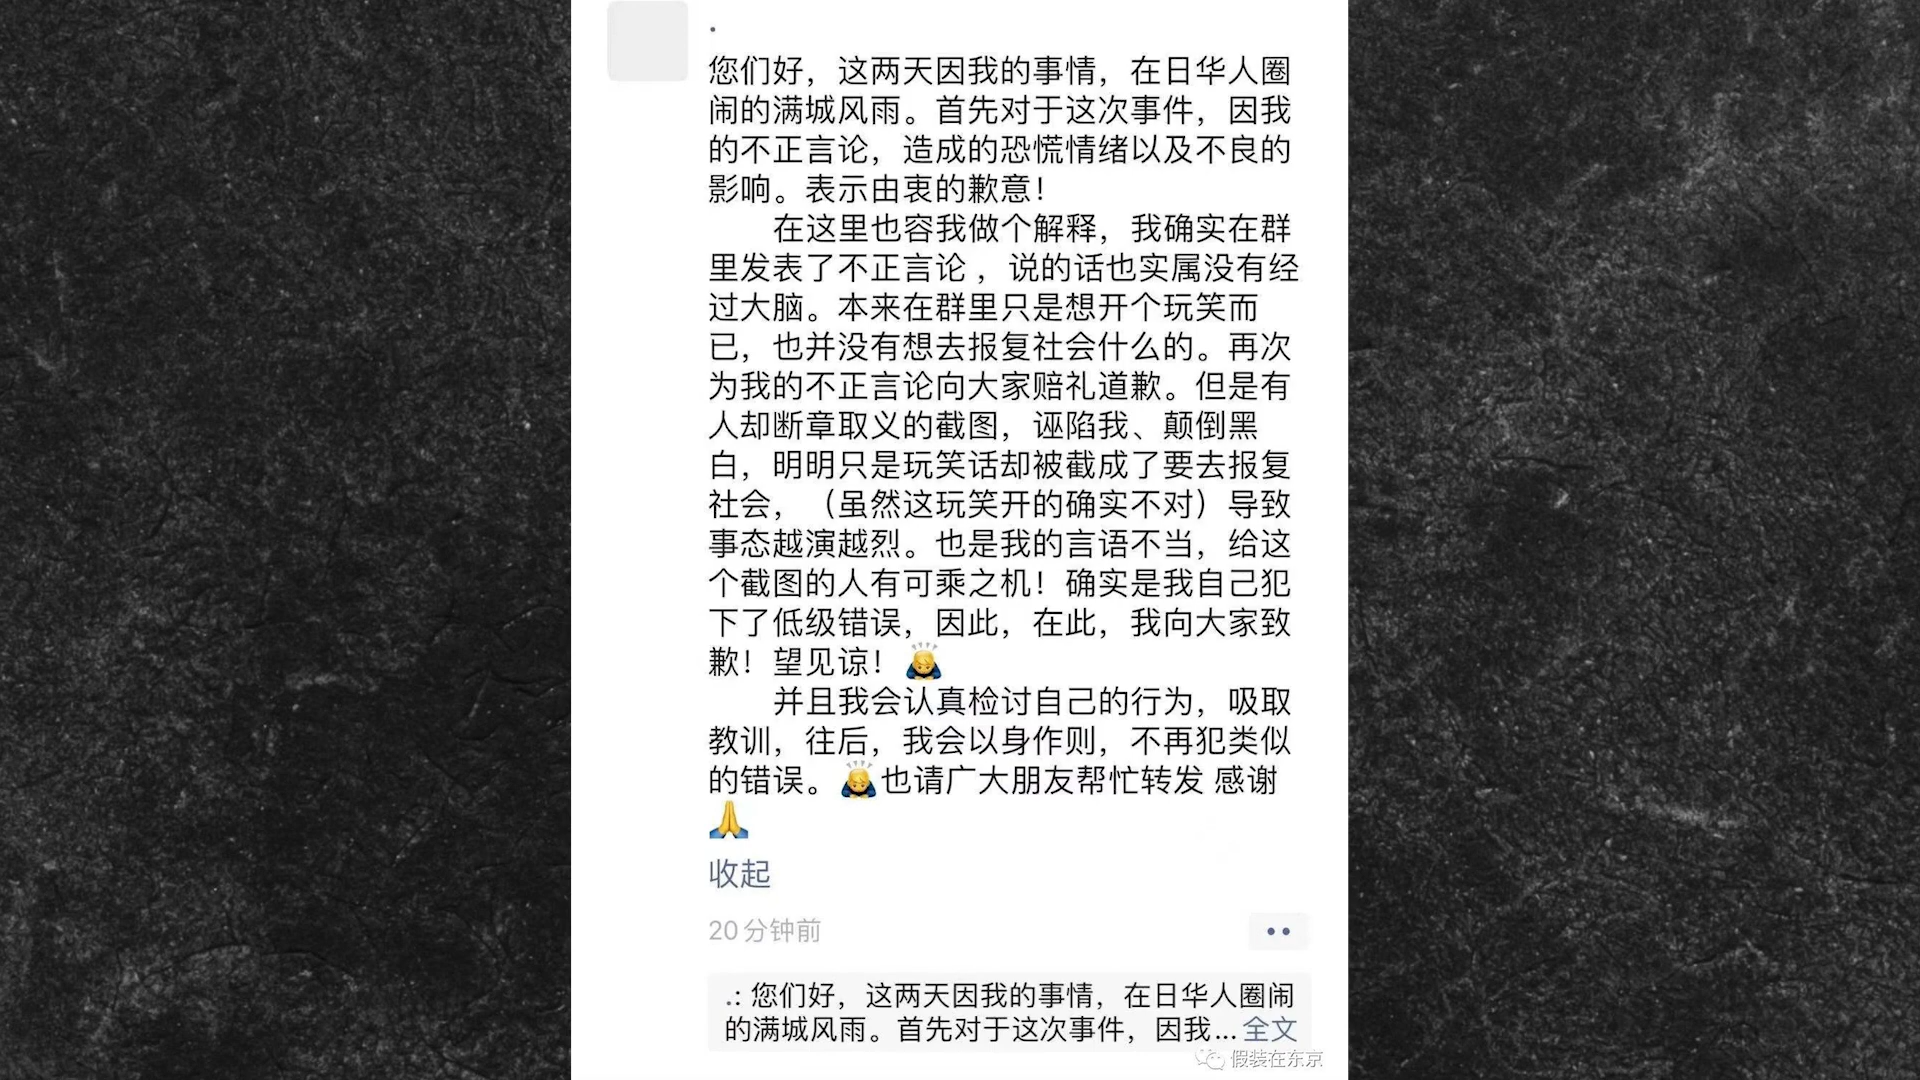 .
您们好，这两天因我的事情，在日华人圈
闹的满城风雨。首先对于这次事件，因我
的不正言论，造成的恐慌情绪以及不良的
影响。表示由衷的歉意！
在这里也容我做个解释，我确实在群
里发表了不正言论 ，说的话也实属没有经
过大脑。本来在群里只是想开个玩笑而
已，也并没有想去报复社会什么的。再次
为我的不正言论向大家赔礼道歉。但是有
人却断章取义的截图，诬陷我、颠倒黑
白，明明只是玩笑话却被截成了要去报复
社会，（虽然这玩笑开的确实不对）导致
事态越演越烈。也是我的言语不当，给这
个截图的人有可乘之机！确实是我自己犯
下了低级错误，因此，在此，我向大家致
歉！望见谅！🙇
并且我会认真检讨自己的行为，吸取
教训，往后，我会以身作则，不再犯类似
的错误。🙇也请广大朋友帮忙转发 感谢
🙏
收起
20分钟前
.: 您们好，这两天因我的事情，在日华人圈闹
的满城风雨。首先对于这次事件，因我... 全文
假装在东京